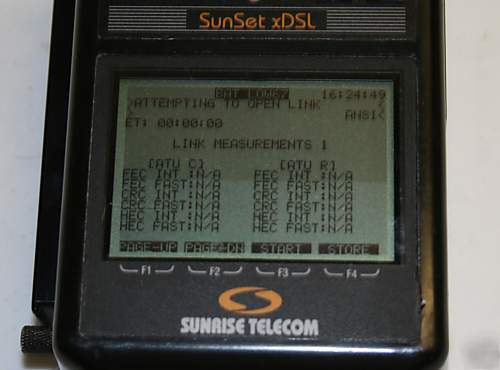 SunSet xDSL
BAT LOW67 16:24:49
ATTEMPTING TO OPEN LINK
ANSI
ET: 00:00:00
LINK MEASUREMENTS 1
[ATU C] [ATU R]
FEC INT :N/A FEC INT :N/A
FEC FAST:N/A FEC FAST:N/A
CRC INT :N/A CRC INT :N/A
CRC FAST:N/A CRC FAST:N/A
HEC INT :N/A HEC INT :N/A
HEC FAST:N/A HEC FAST:N/A
PAGE-UP PAGE-DN START STORE
F1 F2 F3 F4
SUNRISE TELECOM